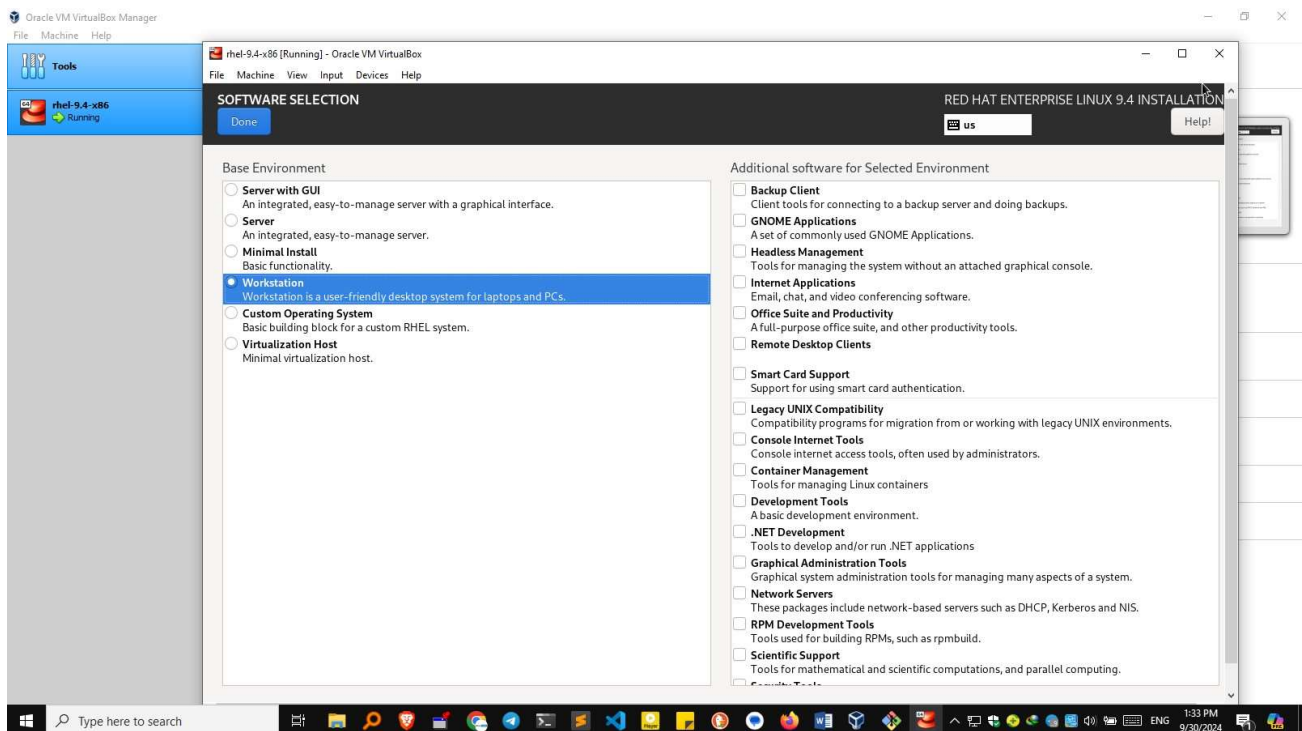 Oracle VM VirtualBox Manager
File Machine Help
Tools
rhel-9.4-x86
Running
rhel-9.4-x86 [Running] - Oracle VM VirtualBox
File Machine View Input Devices Help
SOFTWARE SELECTION
Done
RED HAT ENTERPRISE LINUX 9.4 INSTALLATION
us
Help!
Base Environment
Server with GUI
An integrated, easy-to-manage server with a graphical interface.
Server
An integrated, easy-to-manage server.
Minimal Install
Basic functionality.
Workstation
Workstation is a user-friendly desktop system for laptops and PCs.
Custom Operating System
Basic building block for a custom RHEL system.
Virtualization Host
Minimal virtualization host.
Additional software for Selected Environment
Backup Client
Client tools for connecting to a backup server and doing backups.
GNOME Applications
A set of commonly used GNOME Applications.
Headless Management
Tools for managing the system without an attached graphical console.
Internet Applications
Email, chat, and video conferencing software.
Office Suite and Productivity
A full-purpose office suite, and other productivity tools.
Remote Desktop Clients
Smart Card Support
Support for using smart card authentication.
Legacy UNIX Compatibility
Compatibility programs for migration from or working with legacy UNIX environments.
Console Internet Tools
Console internet access tools, often used by administrators.
Container Management
Tools for managing Linux containers
Development Tools
A basic development environment.
.NET Development
Tools to develop and/or run .NET applications
Graphical Administration Tools
Graphical system administration tools for managing many aspects of a system.
Network Servers
These packages include network-based servers such as DHCP, Kerberos and NIS.
RPM Development Tools
Tools used for building RPMs, such as rpmbuild.
Scientific Support
Tools for mathematical and scientific computations, and parallel computing.
Security Tools
Type here to search
ENG
1:33 PM
9/30/2024